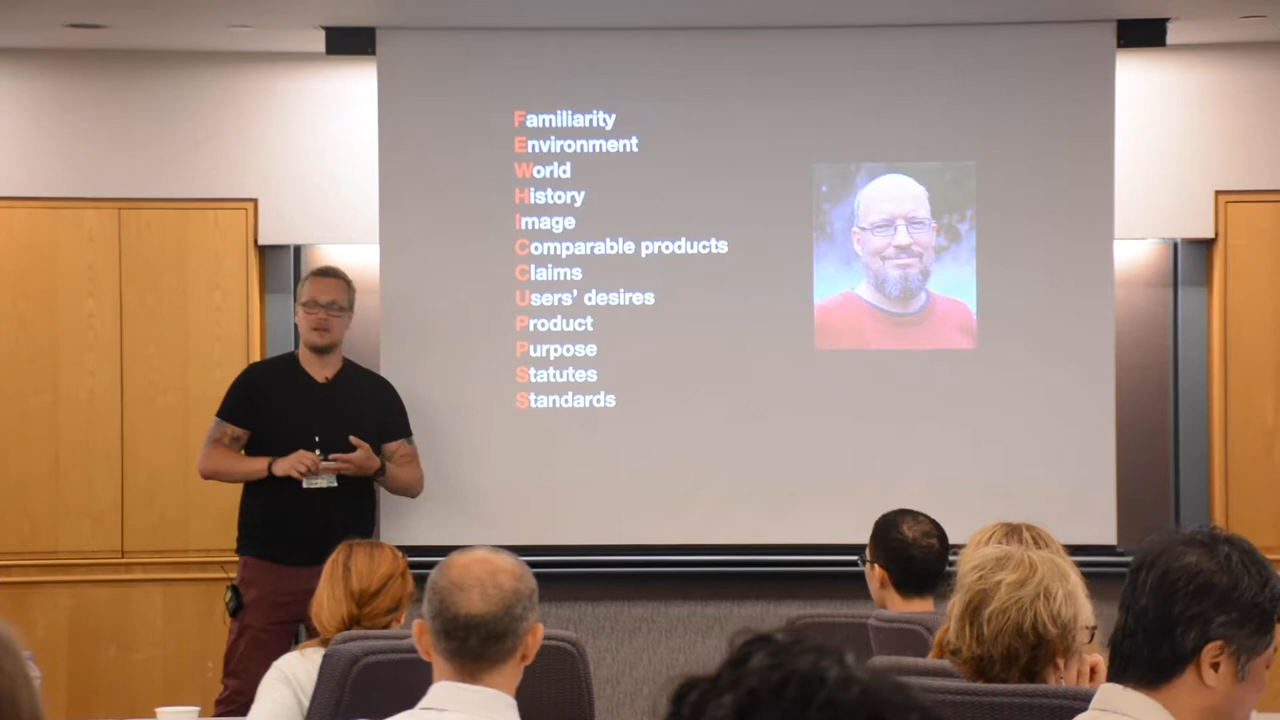 Familiarity
Environment
World
History
Image
Comparable products
Claims
Users’ desires
Product
Purpose
Statutes
Standards